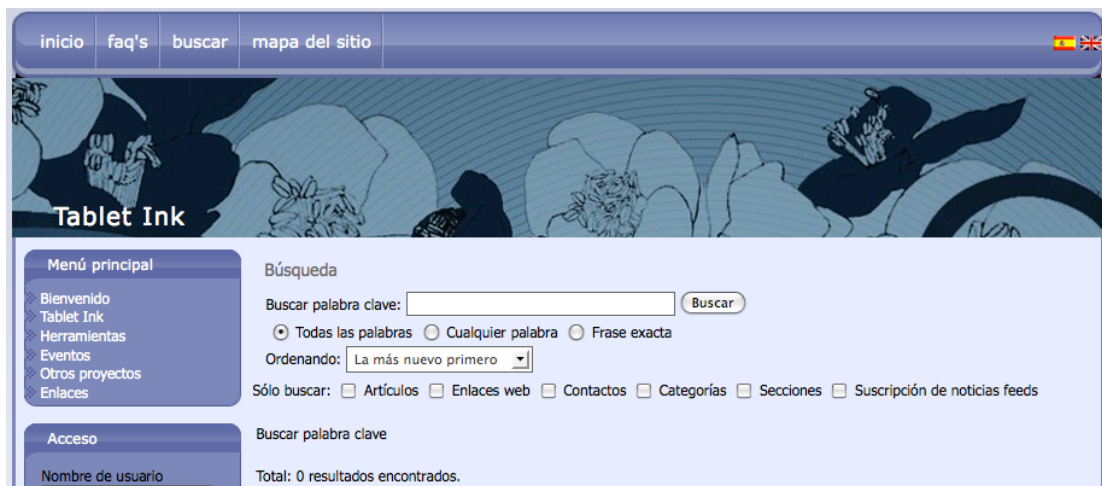 inicio faq's buscar mapa del sitio
Tablet Ink
Menú principal
Bienvenido
Tablet Ink
Herramientas
Eventos
Otros proyectos
Enlaces
Acceso
Nombre de usuario
Búsqueda
Buscar palabra clave: Buscar
Todas las palabras Cualquier palabra Frase exacta
Ordenando: La más nuevo primero
Sólo buscar: Artículos Enlaces web Contactos Categorías Secciones Suscripción de noticias feeds
Buscar palabra clave
Total: 0 resultados encontrados.